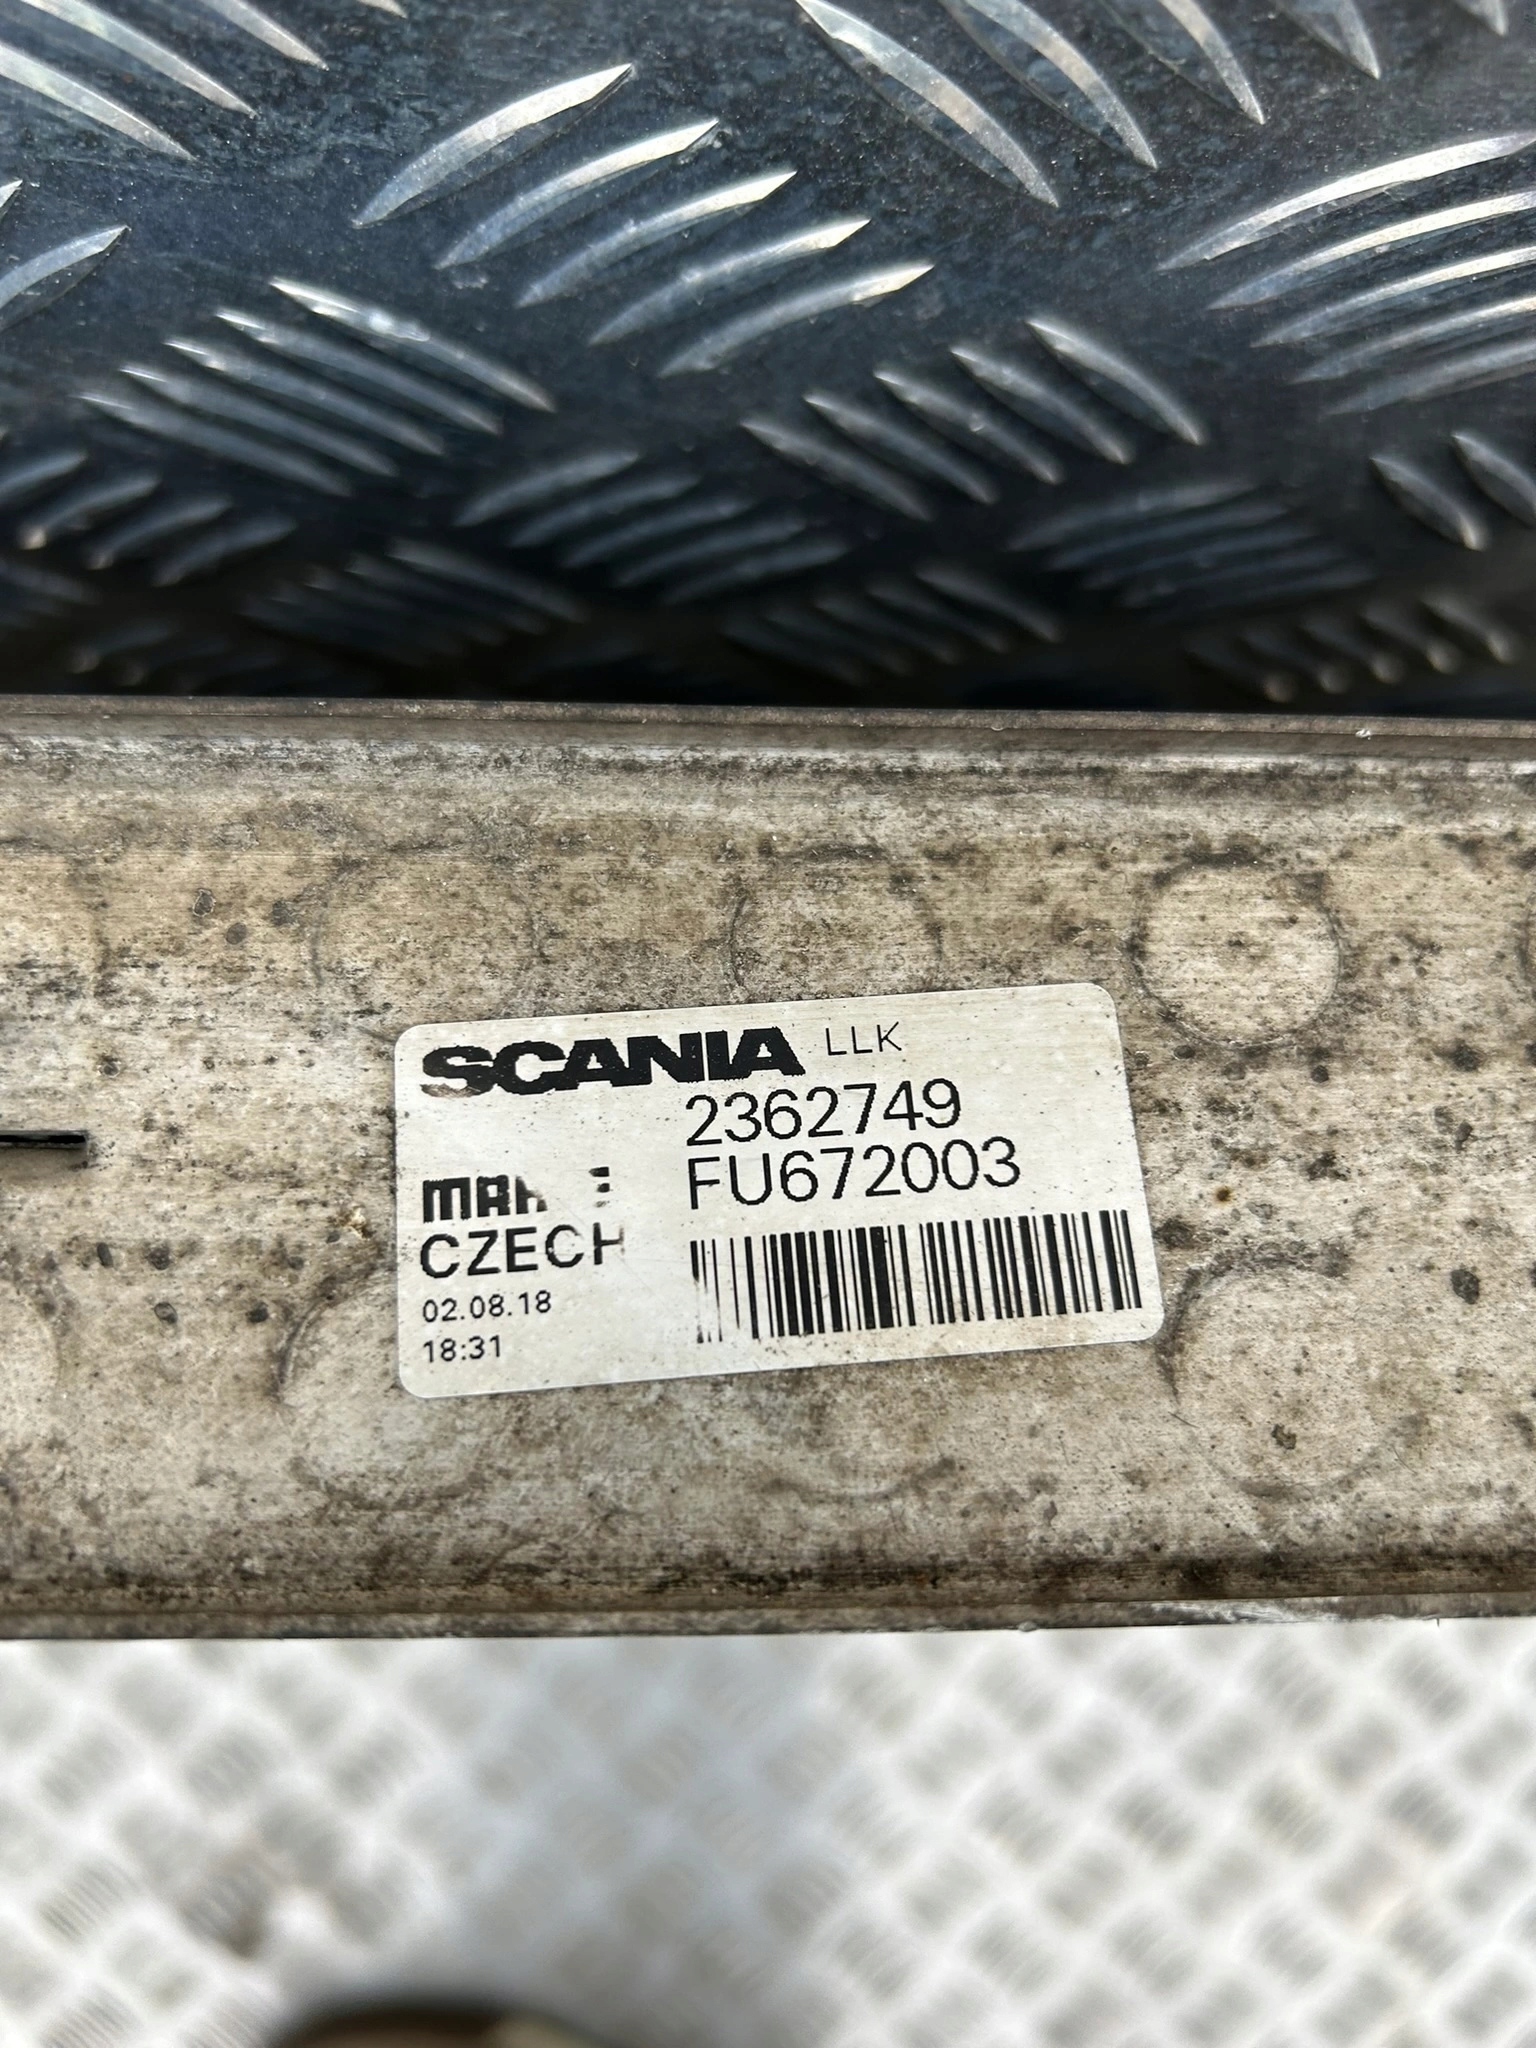 SCANIA LLK
2362749
FU672003
CZECH
02.08.18
18:31